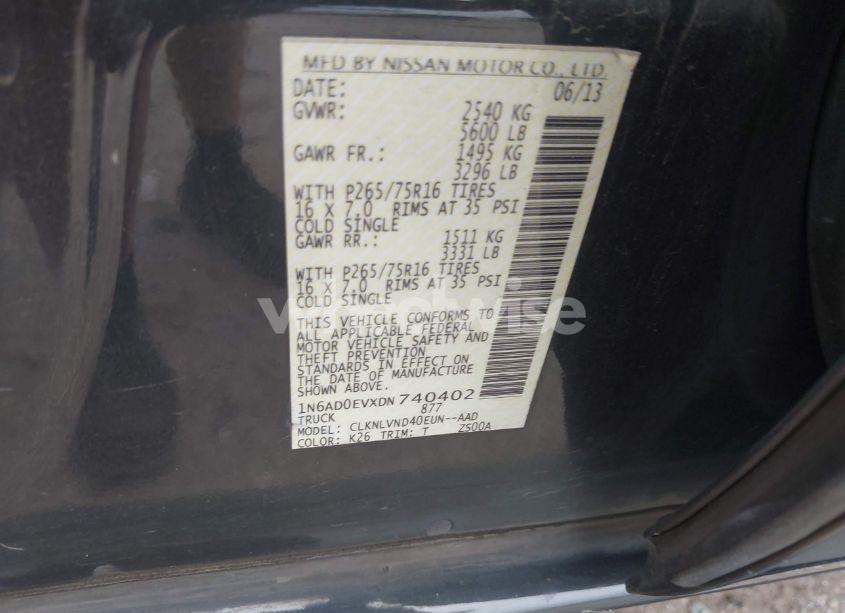 MFD BY NISSAN MOTOR CO., LTD.
DATE: 06/13
GVWR: 2540 KG
5600 LB
GAWR FR.: 1495 KG
3296 LB
WITH P265/75R16 TIRES
16 X 7.0 RIMS AT 35 PSI
COLD SINGLE
GAWR RR.: 1511 KG
3331 LB
WITH P265/75R16 TIRES
16 X 7.0 RIMS AT 35 PSI
COLD SINGLE
THIS VEHICLE CONFORMS TO
ALL APPLICABLE FEDERAL
MOTOR VEHICLE SAFETY AND
THEFT PREVENTION
STANDARDS IN EFFECT ON
THE DATE OF MANUFACTURE
1N6AD0EVXDN740402
TRUCK 877
MODEL: CLKNLVND40EUN--AAD
COLOR: K26 TRIM: T ZS00A